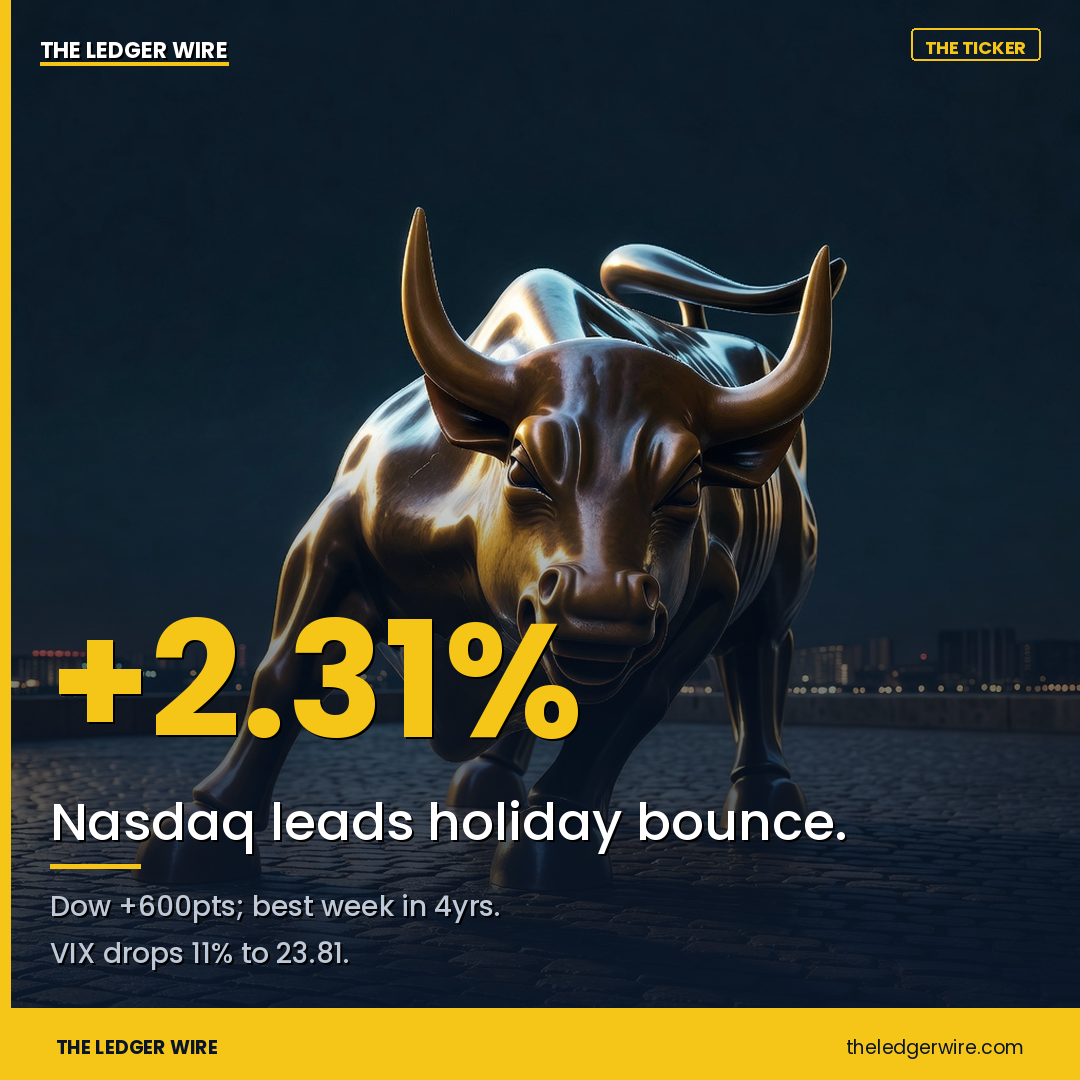 THE LEDGER WIRE
THE TICKER
+2.31%
Nasdaq leads holiday bounce.
Dow +600pts; best week in 4yrs.
VIX drops 11% to 23.81.
THE LEDGER WIRE
theledgerwire.com